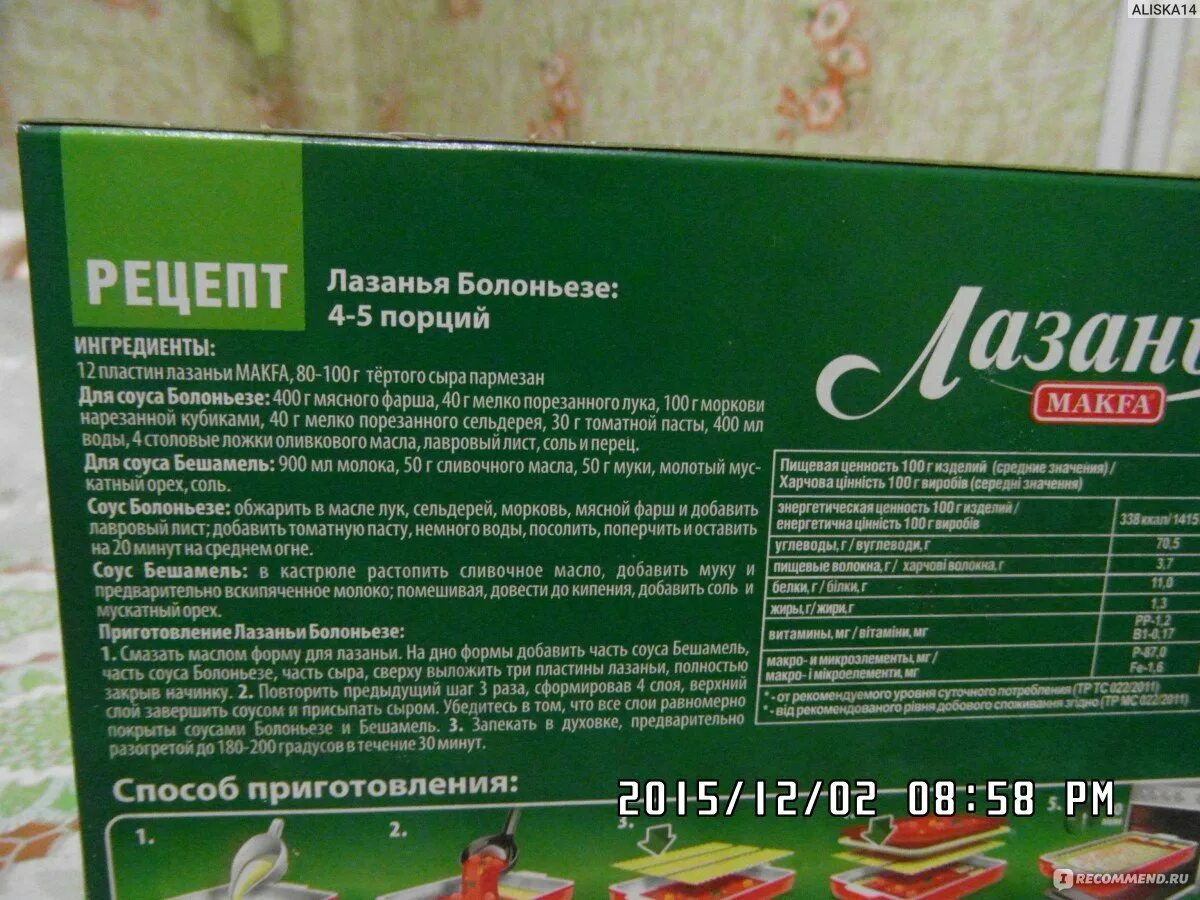 ALISKA14
РЕЦЕПТ
Лазанья Болоньезе:
4-5 порций
ИНГРЕДИЕНТЫ:
12 пластин лазаньи MAKFA, 80-100 г тёртого сыра пармезан
Для соуса Болоньезе: 400 г мясного фарша, 40 г мелко порезанного лука, 100 г моркови
нарезанной кубиками, 40 г мелко порезанного сельдерея, 30 г томатной пасты, 400 мл
воды, 4 столовые ложки оливкового масла, лавровый лист, соль и перец.
Для соуса Бешамель: 900 мл молока, 50 г сливочного масла, 50 г муки, молотый мус-
катный орех, соль.
Соус Болоньезе: обжарить в масле лук, сельдерей, морковь, мясной фарш и добавить
лавровый лист; добавить томатную пасту, немного воды, посолить, поперчить и оставить
на 20 минут на среднем огне.
Соус Бешамель: в кастрюле растопить сливочное масло, добавить муку и
предварительно вскипяченное молоко; помешивая, довести до кипения, добавить соль и
мускатный орех.
Приготовление Лазаньи Болоньезе:
1. Смазать маслом форму для лазаньи. На дно формы добавить часть соуса Бешамель,
часть соуса Болоньезе, часть сыра, сверху выложить три пластины лазаньи, полностью
закрыв начинку. 2. Повторить предыдущий шаг 3 раза, сформировав 4 слоя, верхний
слой завершить соусом и присыпать сыром. Убедитесь в том, что все слои равномерно
покрыты соусами Болоньезе и Бешамель. 3. Запекать в духовке, предварительно
разогретой до 180-200 градусов в течение 30 минут.
Лазань
MAKFA
Пищевая ценность 100 г изделий (средние значения) /
Харчова цінність 100 г виробів (середні значення)
энергетическая ценность 100 г изделий /
енергетична цінність 100 г виробів
338 ккал/1415
углеводы, г / вуглеводи, г
70,5
пищевые волокна, г / харчові волокна, г
3,7
белки, г / білки, г
11,0
жиры, г / жири, г
1,3
витамины, мг / вітаміни, мг
PP-1,2
B1-0,17
макро- и микроэлементы, мг /
макро- і мікроелементи, мг
P-87,0
Fe-1,6
*- от рекомендуемого уровня суточного потребления (ТР ТС 022/2011)
*- від рекомендованого рівня добового споживання згідно (ТР МС 022/2011)
Способ приготовления:
2015/12/02 08:58 PM
1.
2.
3.
5.
IRECOMMEND.RU